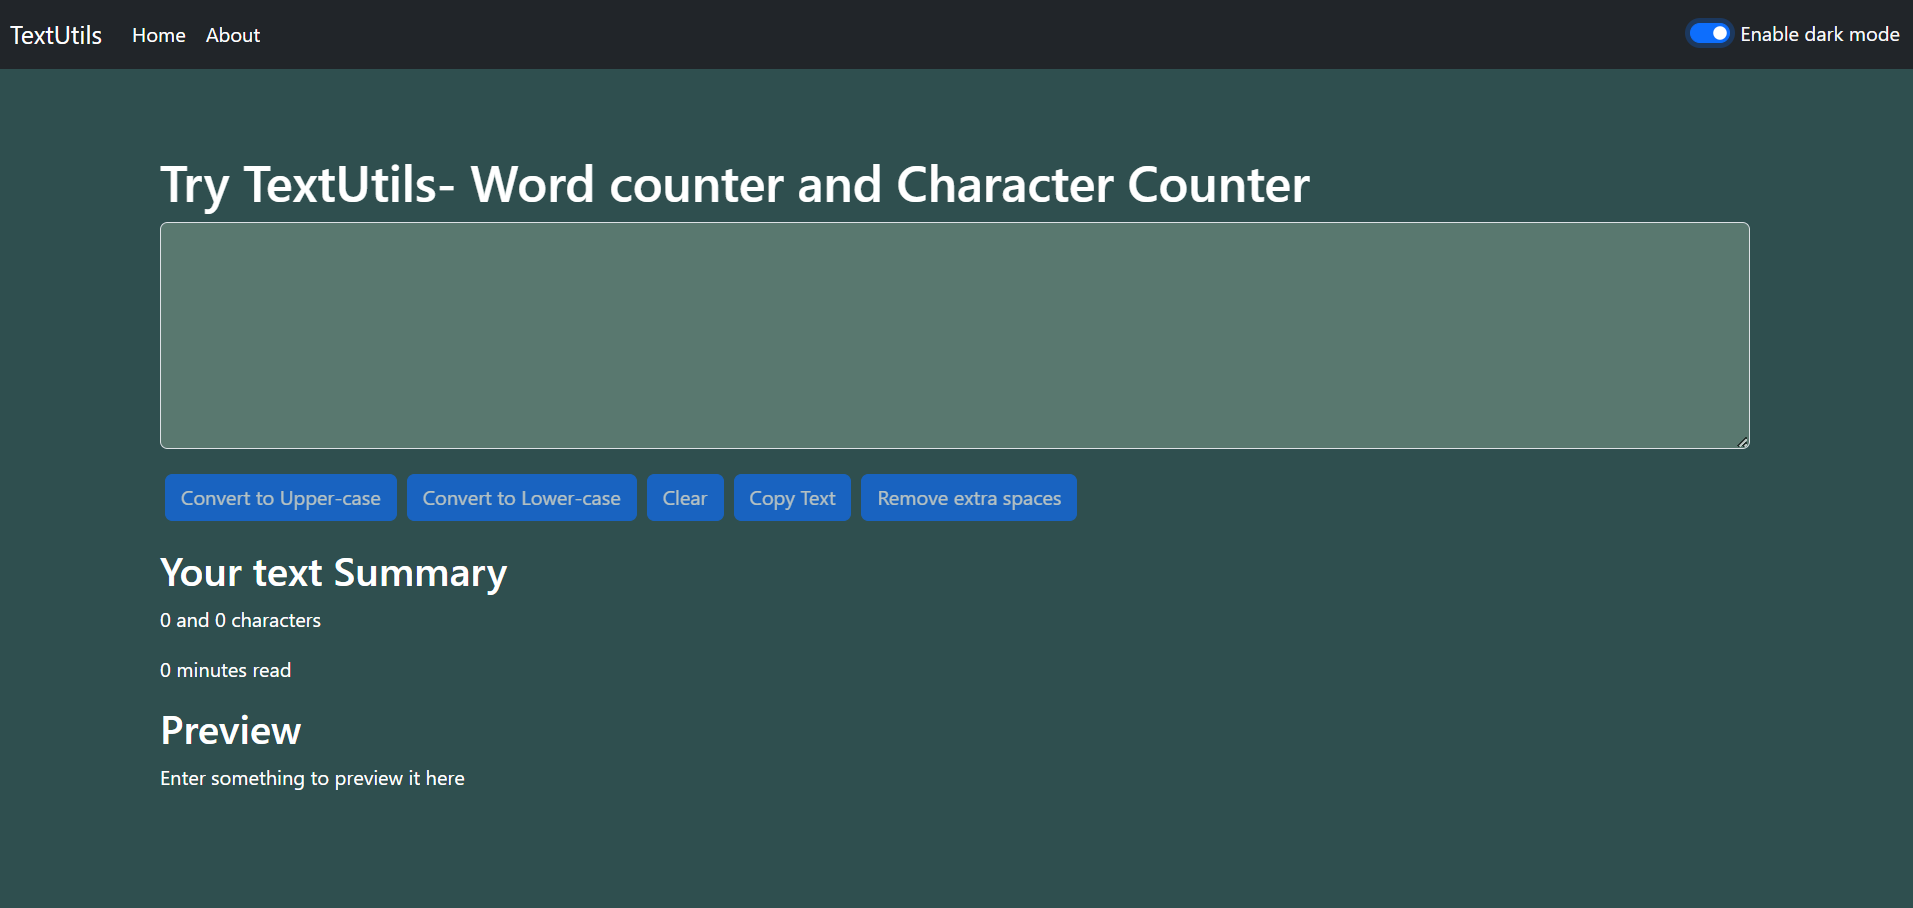 TextUtils Home About Enable dark mode
Try TextUtils- Word counter and Character Counter
Convert to Upper-case Convert to Lower-case Clear Copy Text Remove extra spaces
Your text Summary
0 and 0 characters
0 minutes read
Preview
Enter something to preview it here